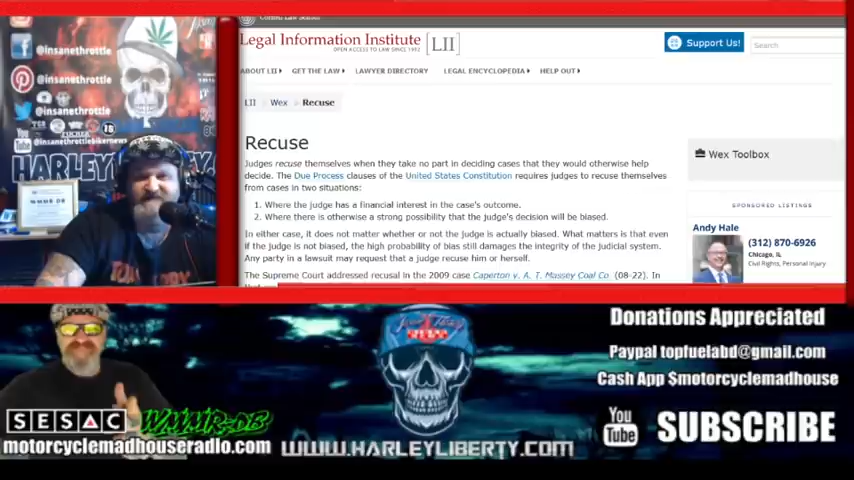 @insanethrottle
@insanethrottle
@insanethrottle
You Tube @insanethrottlebikernews
HARLEY
Legal Information Institute [LII]
OPEN ACCESS TO LAW SINCE 1992
Support Us!
Search
ABOUT LII GET THE LAW LAWYER DIRECTORY LEGAL ENCYCLOPEDIA HELP OUT
LII Wex Recuse
Recuse
Judges recuse themselves when they take no part in deciding cases that they would otherwise help
decide. The Due Process clauses of the United States Constitution requires judges to recuse themselves
from cases in two situations:
1. Where the judge has a financial interest in the case's outcome.
2. Where there is otherwise a strong possibility that the judge's decision will be biased.
In either case, it does not matter whether or not the judge is actually biased. What matters is that even
if the judge is not biased, the high probability of bias still damages the integrity of the judicial system.
Any party in a lawsuit may request that a judge recuse him or herself.
The Supreme Court addressed recusal in the 2009 case Caperton v. A. T. Massey Coal Co. (08-22). In
Wex Toolbox
SPONSORED LISTINGS
Andy Hale
(312) 870-6926
Chicago, IL
Civil Rights, Personal Injury
SESAC WMMR-DB
motorcyclemadhouseradio.com
WWW.HARLEYLIBERTY.COM
Donations Appreciated
Paypal topfuelabd@gmail.com
Cash App $motorcyclemadhouse
You Tube SUBSCRIBE